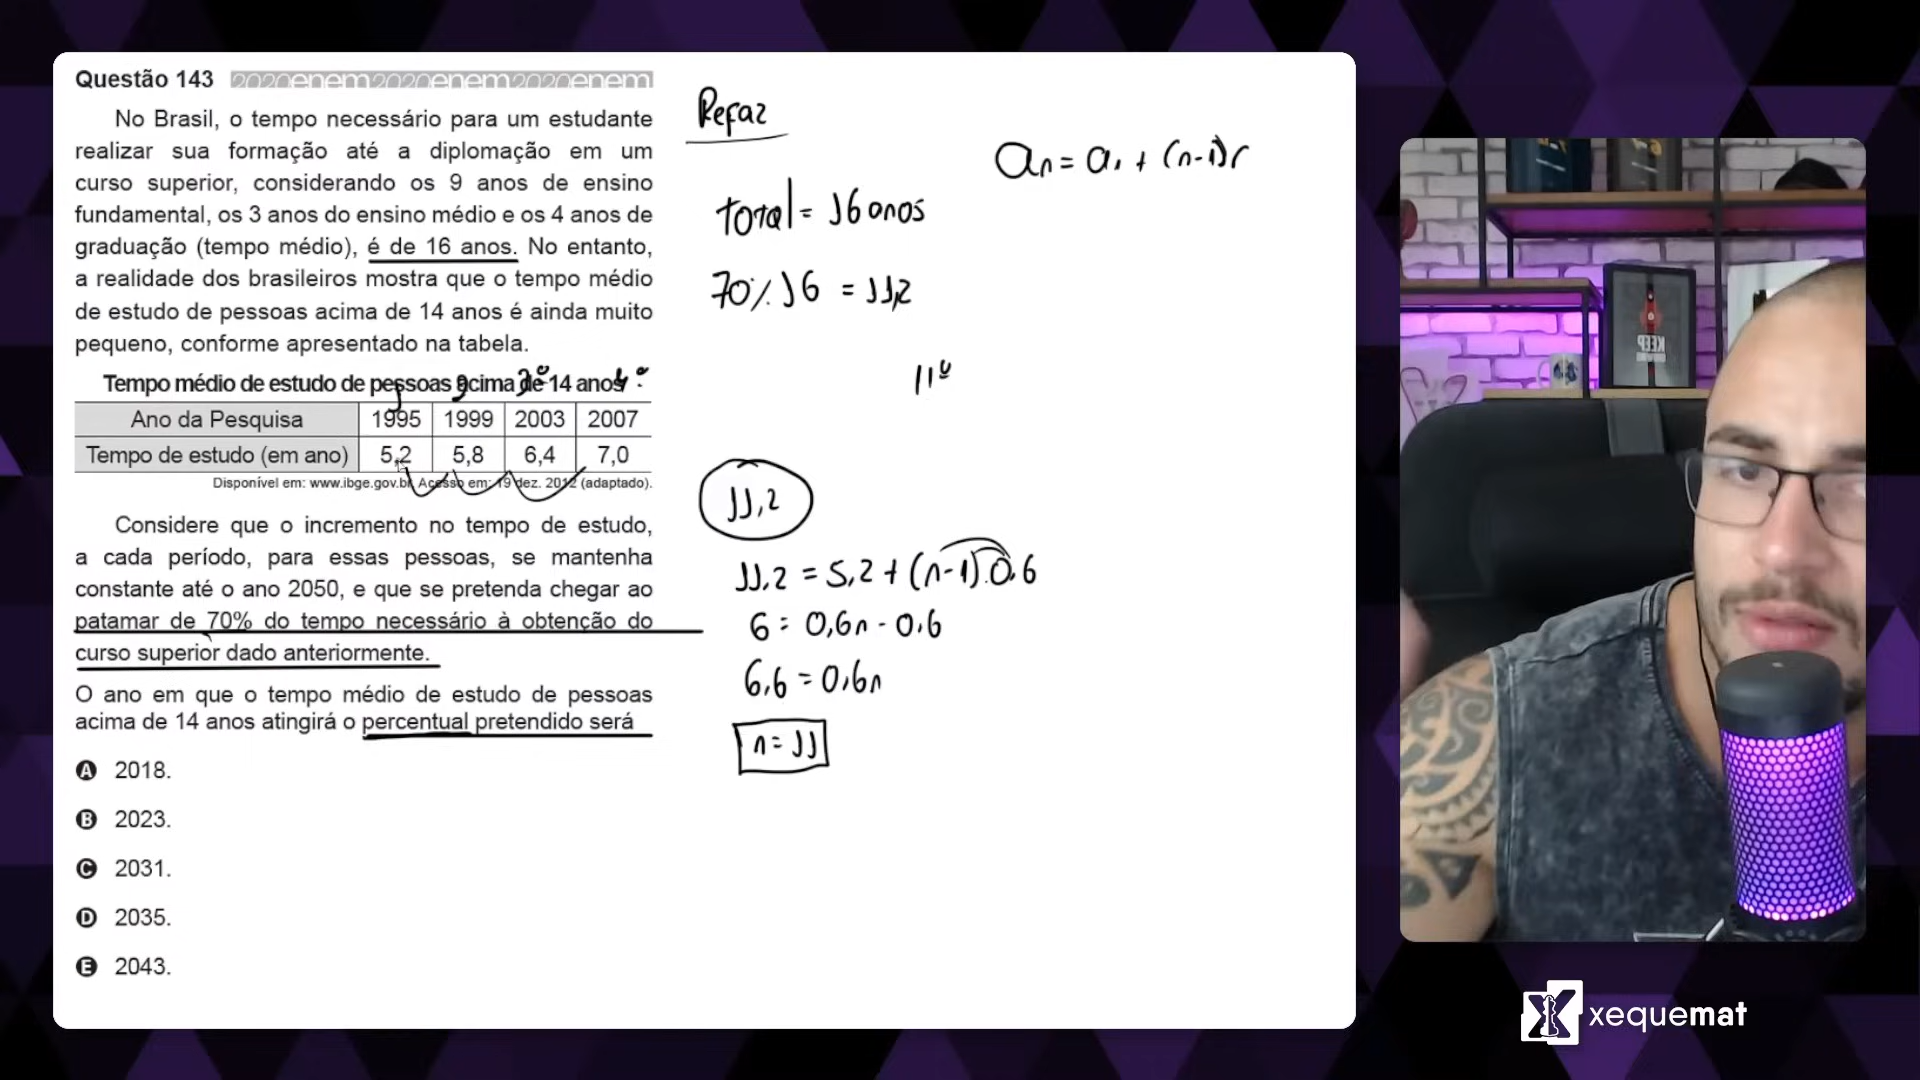 Questão 143 2020enem2020enem2020enem
No Brasil, o tempo necessário para um estudante
realizar sua formação até a diplomação em um
curso superior, considerando os 9 anos de ensino
fundamental, os 3 anos do ensino médio e os 4 anos de
graduação (tempo médio), é de 16 anos. No entanto,
a realidade dos brasileiros mostra que o tempo médio
de estudo de pessoas acima de 14 anos é ainda muito
pequeno, conforme apresentado na tabela.
Tempo médio de estudo de pessoas acima de 14 anos
3º 4º
Ano da Pesquisa 1995 1999 2003 2007
Tempo de estudo (em ano) 5,2 5,8 6,4 7,0
Disponível em: www.ibge.gov.br. Acesso em: 19 dez. 2012 (adaptado).
Considere que o incremento no tempo de estudo,
a cada período, para essas pessoas, se mantenha
constante até o ano 2050, e que se pretenda chegar ao
patamar de 70% do tempo necessário à obtenção do
curso superior dado anteriormente.
O ano em que o tempo médio de estudo de pessoas
acima de 14 anos atingirá o percentual pretendido será
A 2018.
B 2023.
C 2031.
D 2035.
E 2043.
Refaz
total = 16 anos
70% 16 = 11,2
11º
11,2
11,2 = 5,2 + (n-1).0,6
6 = 0,6n - 0,6
6,6 = 0,6n
n = 11
an = a1 + (n-1)r
KEEP
xequemat